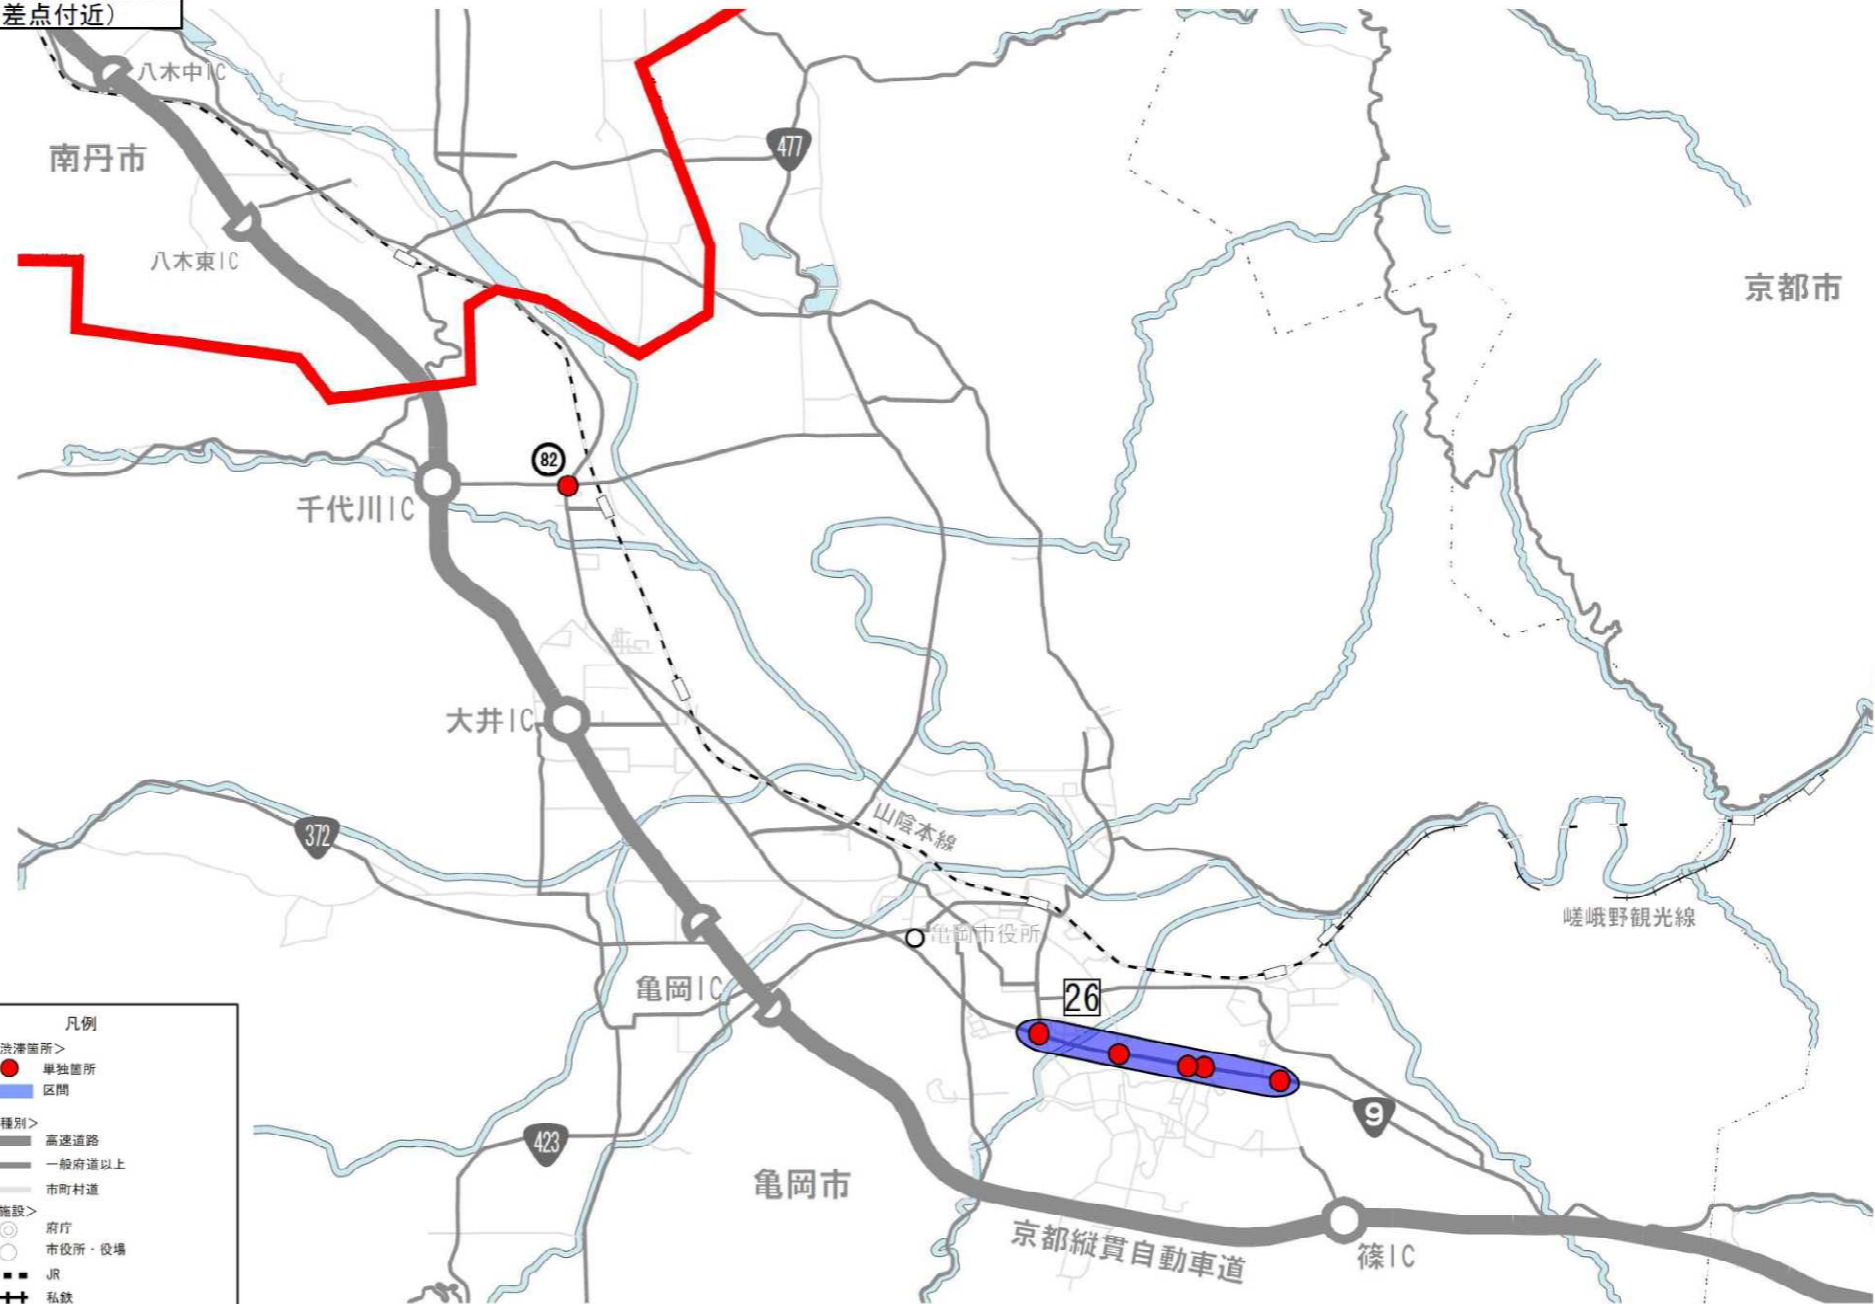 差点付近）
八木中IC
南丹市
477
八木東IC
京都市
82
千代川IC
大井IC
山陰本線
372
嵯峨野観光線
亀岡市役所
亀岡IC
26
9
423
亀岡市
京都縦貫自動車道
篠IC
凡例
渋滞箇所＞
単独箇所
区間
種別＞
高速道路
一般府道以上
市町村道
施設＞
府庁
市役所・役場
JR
私鉄